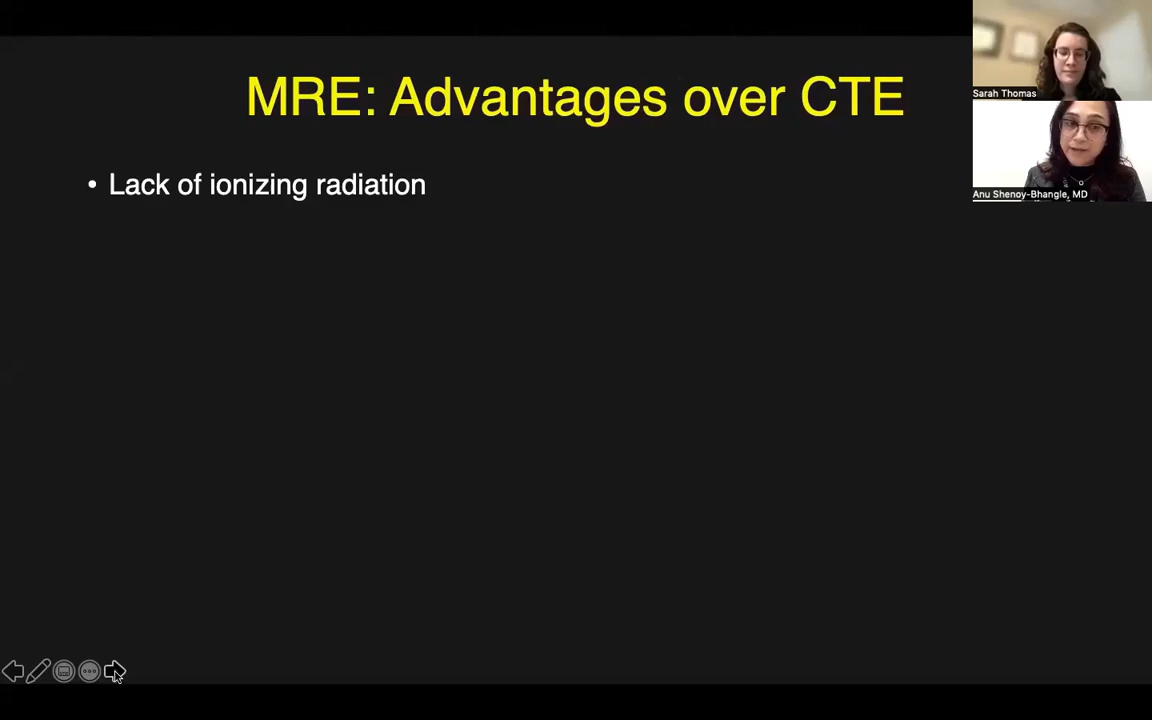 MRE: Advantages over CTE
• Lack of ionizing radiation
Sarah Thomas
Anu Shenoy-Bhangle, MD